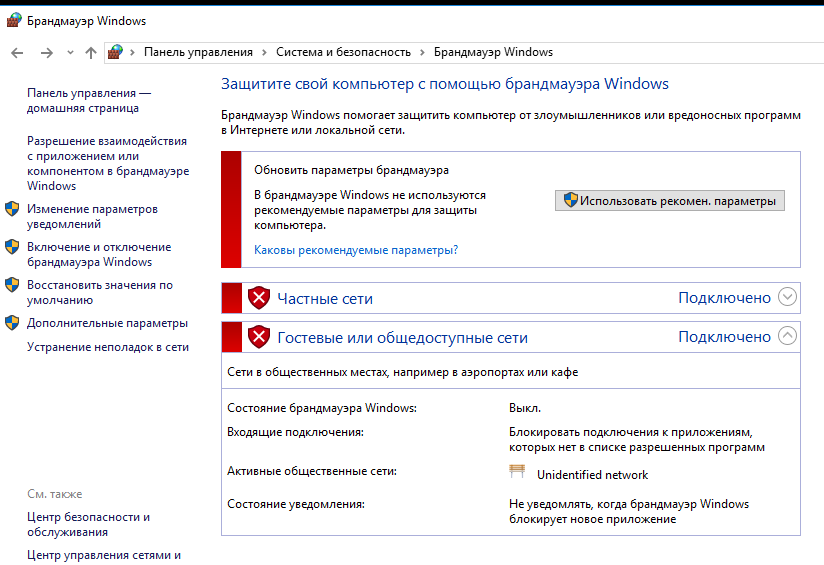 Брандмауэр Windows
Панель управления > Система и безопасность > Брандмауэр Windows
Панель управления —
домашняя страница
Разрешение взаимодействия
с приложением или
компонентом в брандмауэре
Windows
Изменение параметров
уведомлений
Включение и отключение
брандмауэра Windows
Восстановить значения по
умолчанию
Дополнительные параметры
Устранение неполадок в сети
См. также
Центр безопасности и
обслуживания
Центр управления сетями и
Защитите свой компьютер с помощью брандмауэра Windows
Брандмауэр Windows помогает защитить компьютер от злоумышленников или вредоносных программ
в Интернете или локальной сети.
Обновить параметры брандмауэра
В брандмауэре Windows не используются
рекомендуемые параметры для защиты
компьютера.
Использовать рекомен. параметры
Каковы рекомендуемые параметры?
Частные сети Подключено
Гостевые или общедоступные сети Подключено
Сети в общественных местах, например в аэропортах или кафе
Состояние брандмауэра Windows: Выкл.
Входящие подключения: Блокировать подключения к приложениям,
которых нет в списке разрешенных программ
Активные общественные сети: Unidentified network
Состояние уведомления: Не уведомлять, когда брандмауэр Windows
блокирует новое приложение